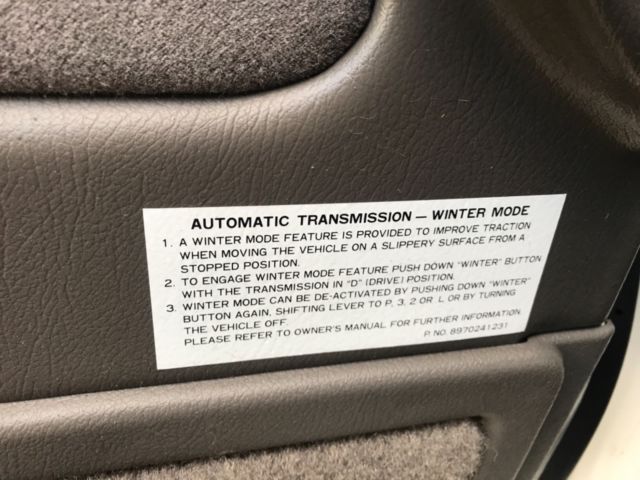 AUTOMATIC TRANSMISSION — WINTER MODE
1. A WINTER MODE FEATURE IS PROVIDED TO IMPROVE TRACTION
WHEN MOVING THE VEHICLE ON A SLIPPERY SURFACE FROM A
STOPPED POSITION.
2. TO ENGAGE WINTER MODE FEATURE PUSH DOWN "WINTER" BUTTON
WITH THE TRANSMISSION IN "D" (DRIVE) POSITION.
3. WINTER MODE CAN BE DE-ACTIVATED BY PUSHING DOWN "WINTER"
BUTTON AGAIN, SHIFTING LEVER TO P, 3, 2 OR L OR BY TURNING
THE VEHICLE OFF.
PLEASE REFER TO OWNER'S MANUAL FOR FURTHER INFORMATION.
P. NO. 8970241231